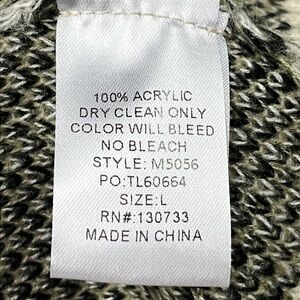 100% ACRYLIC
DRY CLEAN ONLY
COLOR WILL BLEED
NO BLEACH
STYLE: M5056
PO:TL60664
SIZE:L
RN#:130733
MADE IN CHINA